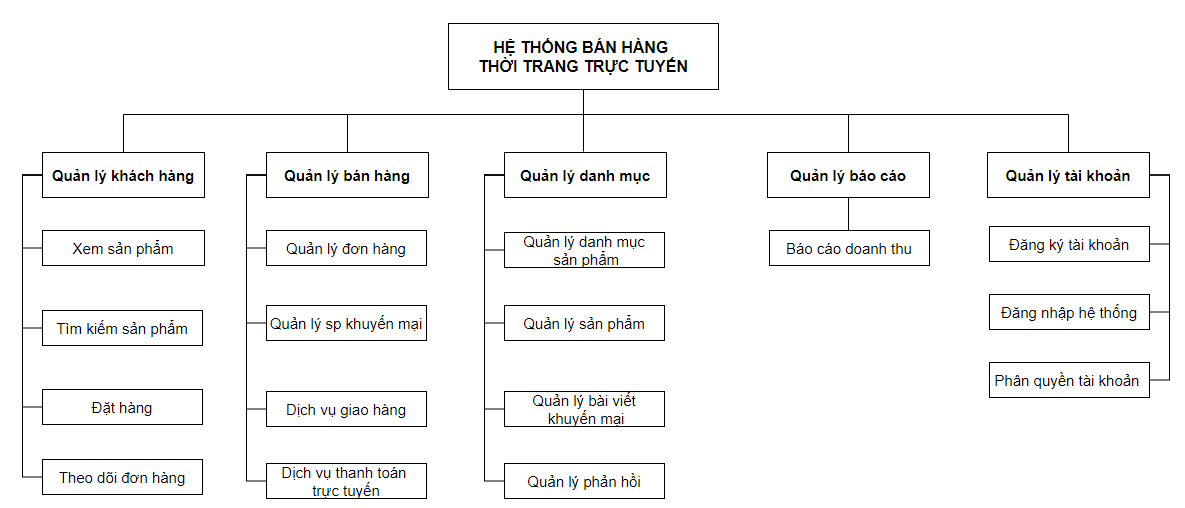 HỆ THỐNG BÁN HÀNG
THỜI TRANG TRỰC TUYẾN
Quản lý khách hàng
Xem sản phẩm
Tìm kiếm sản phẩm
Đặt hàng
Theo dõi đơn hàng
Quản lý bán hàng
Quản lý đơn hàng
Quản lý sp khuyến mại
Dịch vụ giao hàng
Dịch vụ thanh toán
trực tuyến
Quản lý danh mục
Quản lý danh mục
sản phẩm
Quản lý sản phẩm
Quản lý bài viết
khuyến mại
Quản lý phản hồi
Quản lý báo cáo
Báo cáo doanh thu
Quản lý tài khoản
Đăng ký tài khoản
Đăng nhập hệ thống
Phân quyền tài khoản